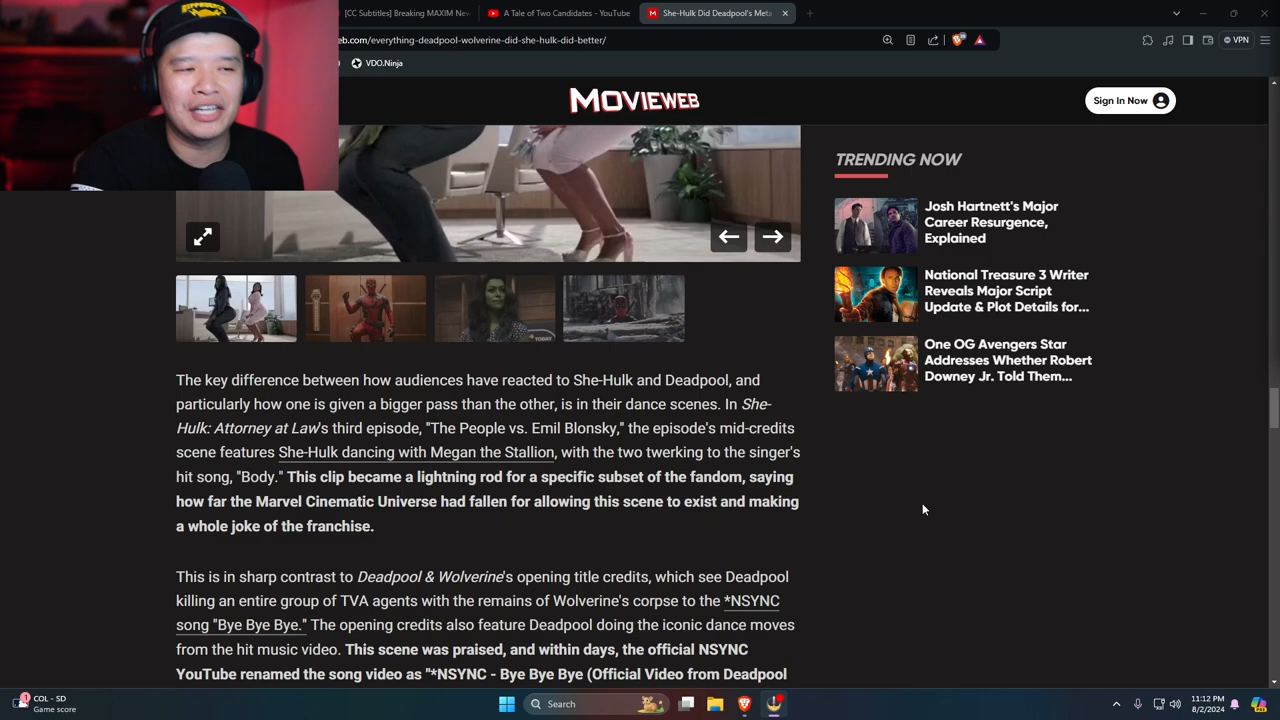 [CC Subtitles] Breaking MAXIM New
A Tale of Two Candidates - YouTube
She-Hulk Did Deadpool's Meta
eb.com/everything-deadpool-wolverine-did-she-hulk-did-better/
VPN
VDO.Ninja
MOVIEWEB
Sign In Now
TRENDING NOW
Josh Hartnett's Major
Career Resurgence,
Explained
National Treasure 3 Writer
Reveals Major Script
Update & Plot Details for...
One OG Avengers Star
Addresses Whether Robert
Downey Jr. Told Them...
TODAY
The key difference between how audiences have reacted to She-Hulk and Deadpool, and
particularly how one is given a bigger pass than the other, is in their dance scenes. In She-
Hulk: Attorney at Law's third episode, "The People vs. Emil Blonsky," the episode's mid-credits
scene features She-Hulk dancing with Megan the Stallion, with the two twerking to the singer's
hit song, "Body." This clip became a lightning rod for a specific subset of the fandom, saying
how far the Marvel Cinematic Universe had fallen for allowing this scene to exist and making
a whole joke of the franchise.
This is in sharp contrast to Deadpool & Wolverine's opening title credits, which see Deadpool
killing an entire group of TVA agents with the remains of Wolverine's corpse to the *NSYNC
song "Bye Bye Bye." The opening credits also feature Deadpool doing the iconic dance moves
from the hit music video. This scene was praised, and within days, the official NSYNC
YouTube renamed the song video as "*NSYNC - Bye Bye Bye (Official Video from Deadpool
1
COL - SD
Game score
Search
11:12 PM
8/2/2024